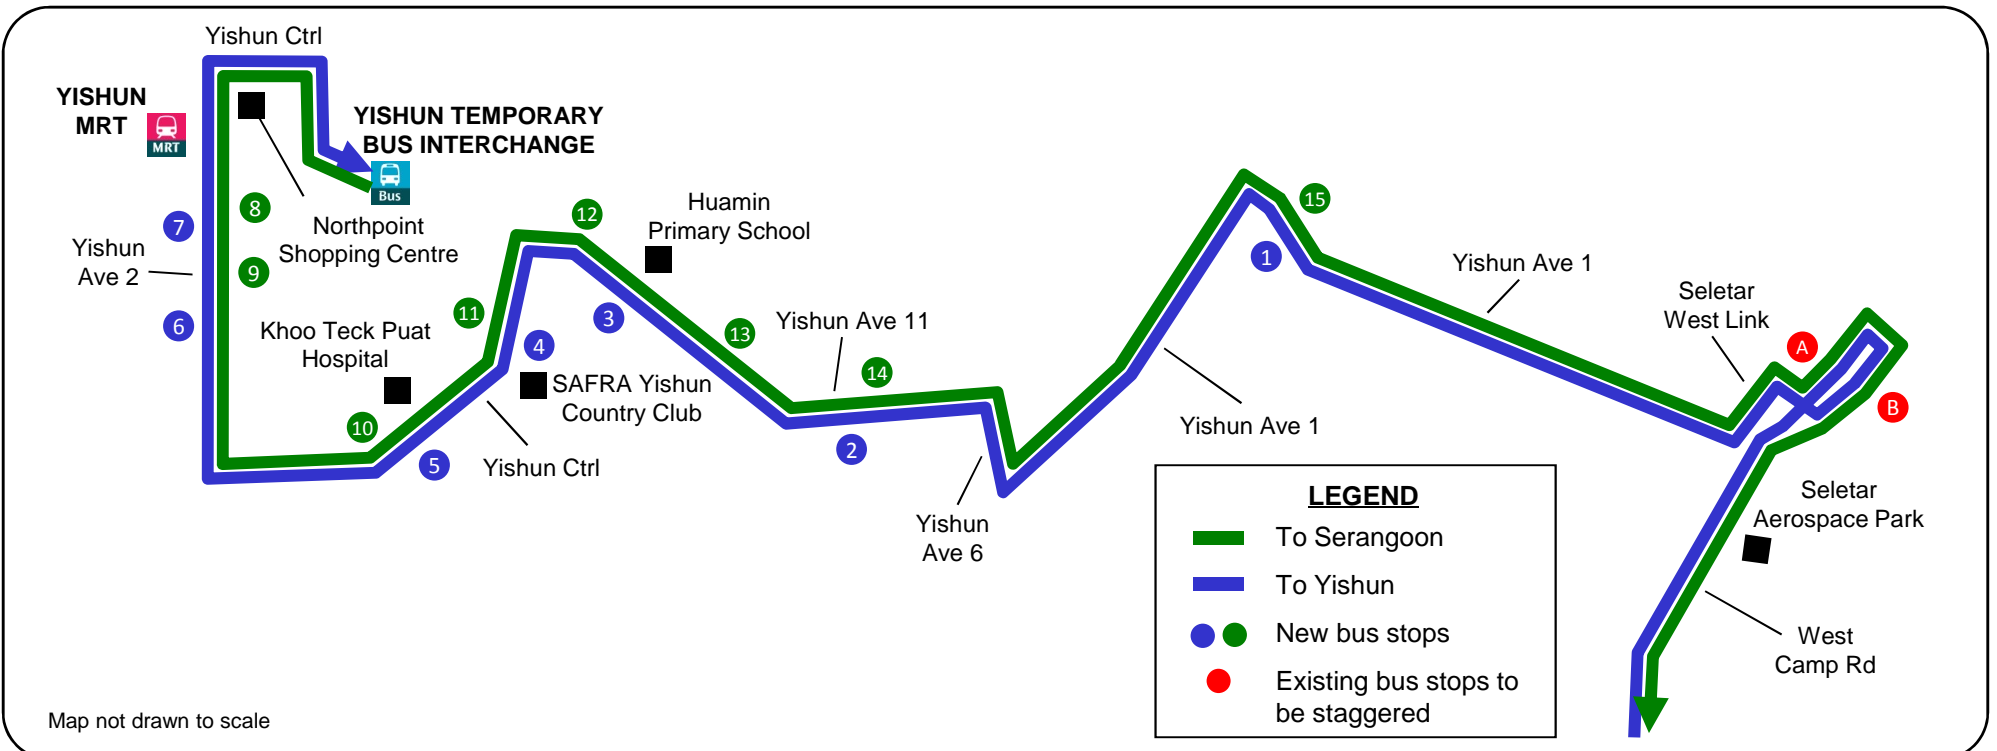 Yishun Ctrl
YISHUN
MRT
MRT
YISHUN TEMPORARY
BUS INTERCHANGE
Bus
8
7
9
6
Yishun
Ave 2
Northpoint
Shopping Centre
12
Huamin
Primary School
15
1
Yishun Ave 1
Seletar
West Link
A
B
Khoo Teck Puat
Hospital
11
3
4
13
Yishun Ave 11
14
SAFRA Yishun
Country Club
10
5
Yishun Ctrl
2
Yishun Ave 1
Yishun
Ave 6
LEGEND
To Serangoon
To Yishun
New bus stops
Existing bus stops to
be staggered
Seletar
Aerospace Park
West
Camp Rd
Map not drawn to scale